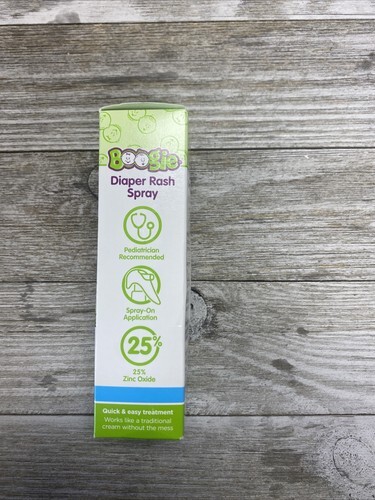 Boogie
Diaper Rash
Spray
Pediatrician
Recommended
Spray-On
Application
25%
25%
Zinc Oxide
Quick & easy treatment
Works like a traditional
cream without the mess